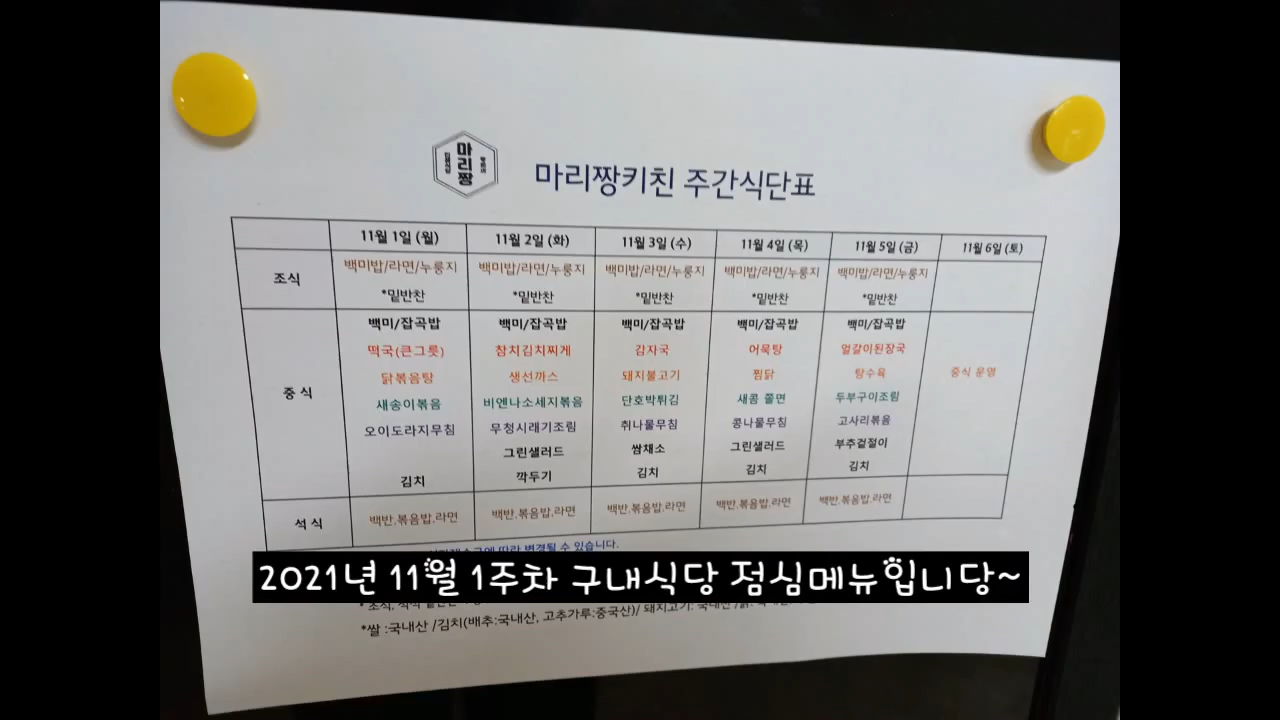 마리짱
마리짱키친 주간식단표
11월 1일 (월) 11월 2일 (화) 11월 3일 (수) 11월 4일 (목) 11월 5일 (금) 11월 6일 (토)
조식 백미밥/라면/누룽지 백미밥/라면/누룽지 백미밥/라면/누룽지 백미밥/라면/누룽지 백미밥/라면/누룽지
*밑반찬 *밑반찬 *밑반찬 *밑반찬 *밑반찬
중식 백미/잡곡밥 백미/잡곡밥 백미/잡곡밥 백미/잡곡밥 백미/잡곡밥
떡국(큰그릇) 참치김치찌게 감자국 어묵탕 얼갈이된장국
닭볶음탕 생선까스 돼지불고기 찜닭 탕수육 중식 운영
새송이볶음 비엔나소세지볶음 단호박튀김 새콤 쫄면 두부구이조림
오이도라지무침 무청시래기조림 취나물무침 콩나물무침 고사리볶음
그린샐러드 쌈채소 그린샐러드 부추겉절이
김치 깍두기 김치 김치 김치
석식 백반,볶음밥,라면 백반,볶음밥,라면 백반,볶음밥,라면 백반,볶음밥,라면 백반,볶음밥,라면
따라 변경될 수 있습니다.
2021년 11월 1주차 구내식당 점심메뉴입니당~
*쌀 :국내산 /김치(배추:국내산, 고추가루:중국산)/ 돼지고기: 국내산